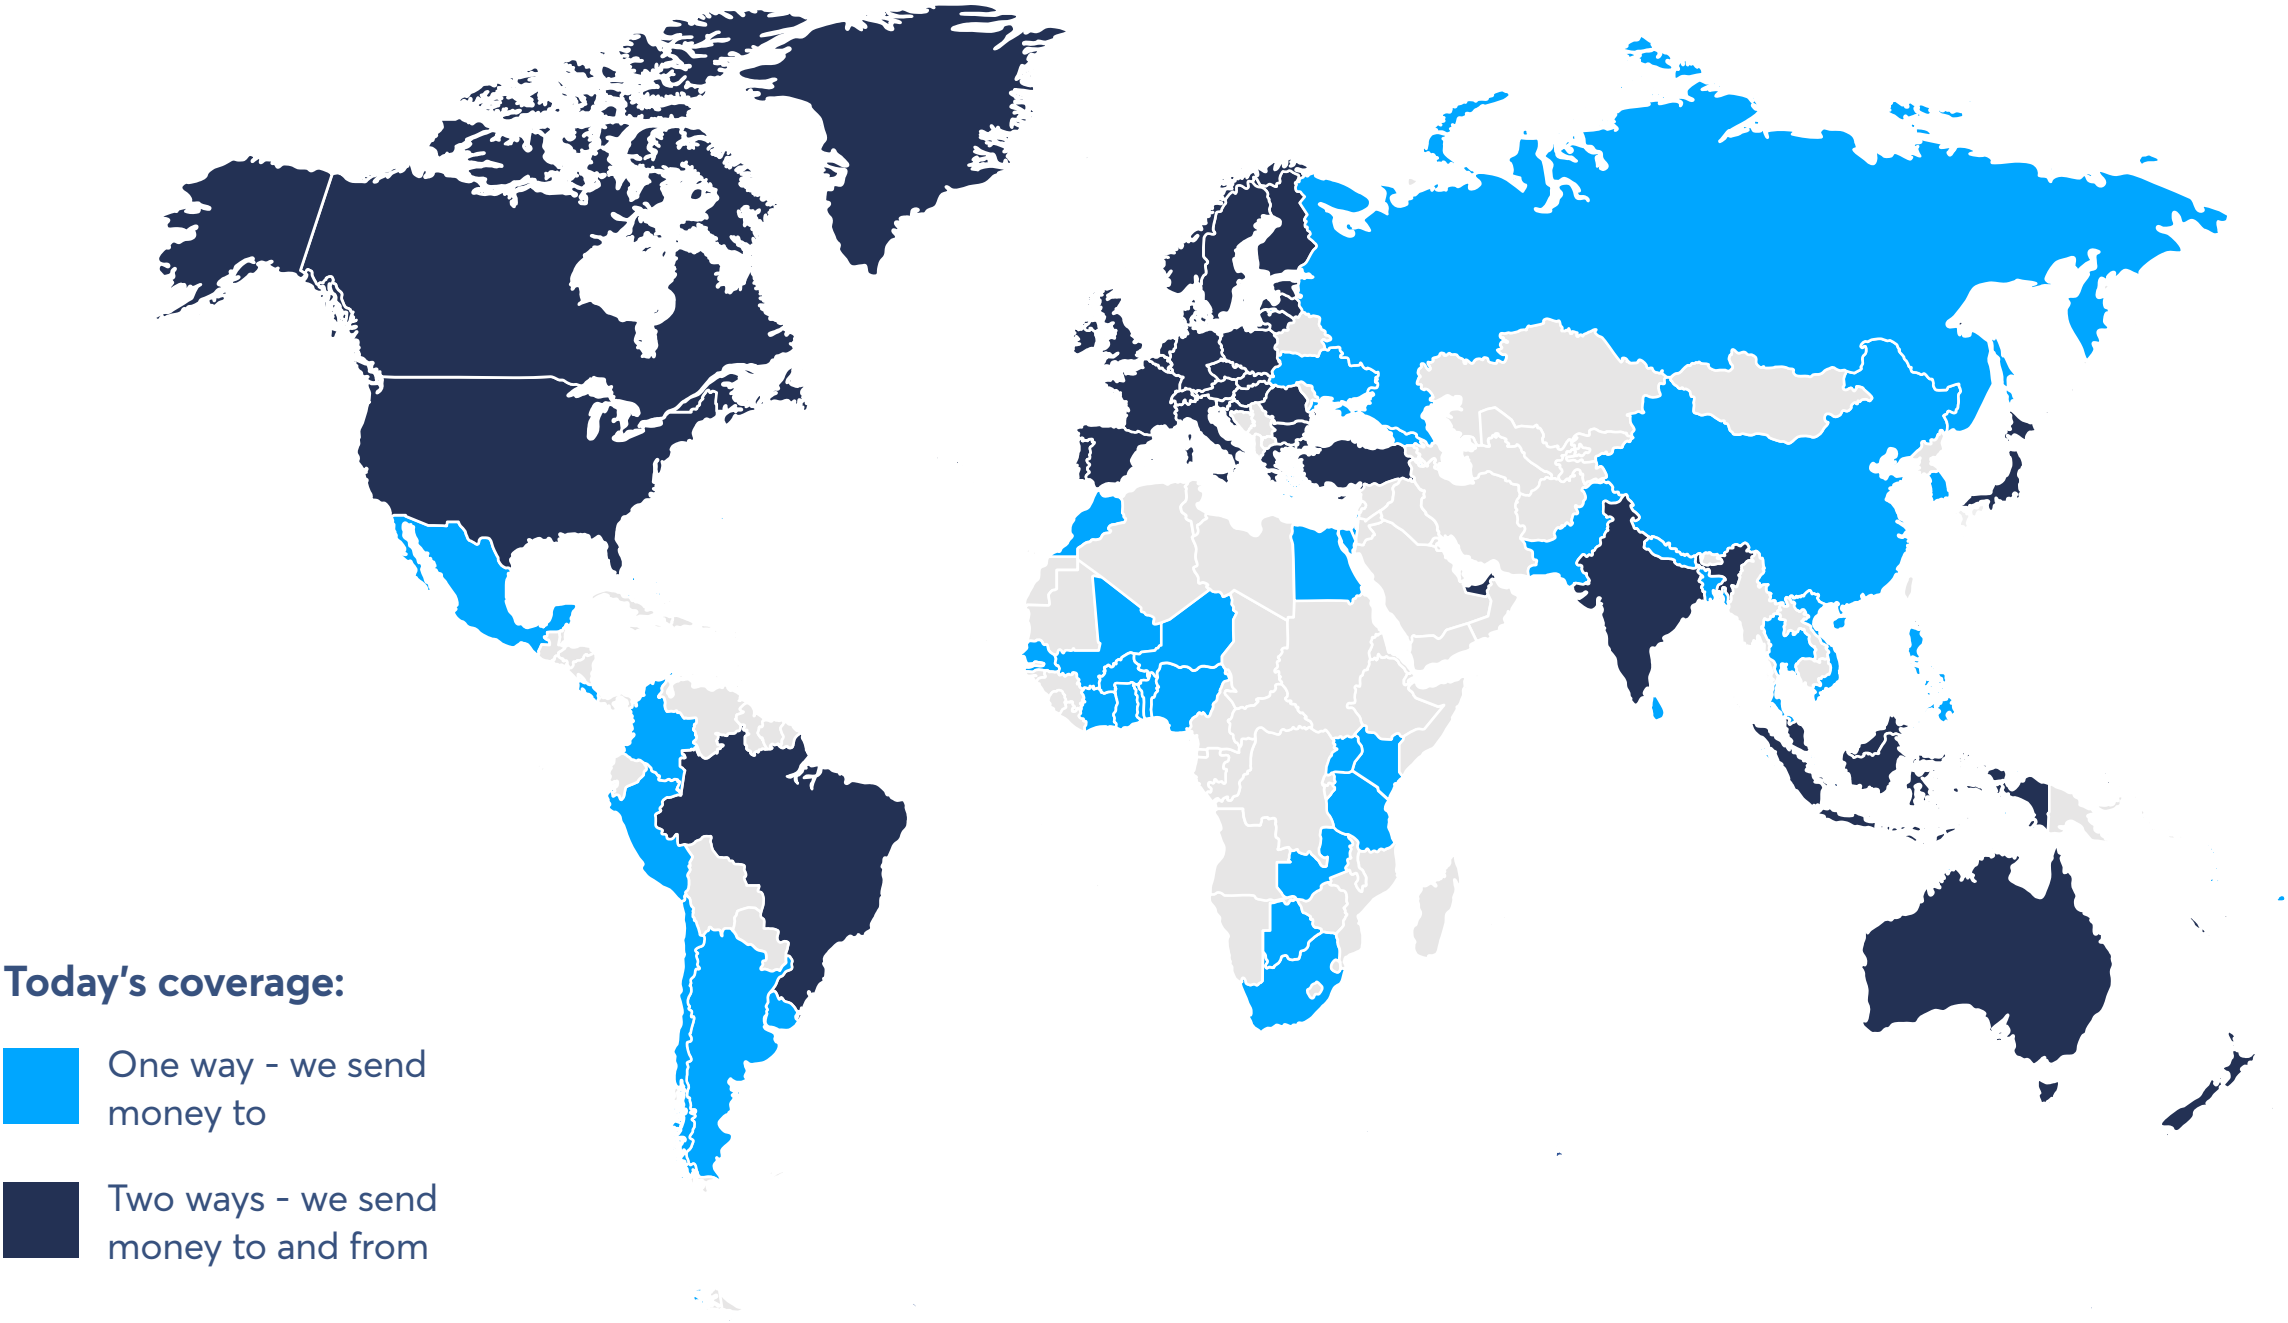 Today's coverage:
One way - we send
money to
Two ways - we send
money to and from